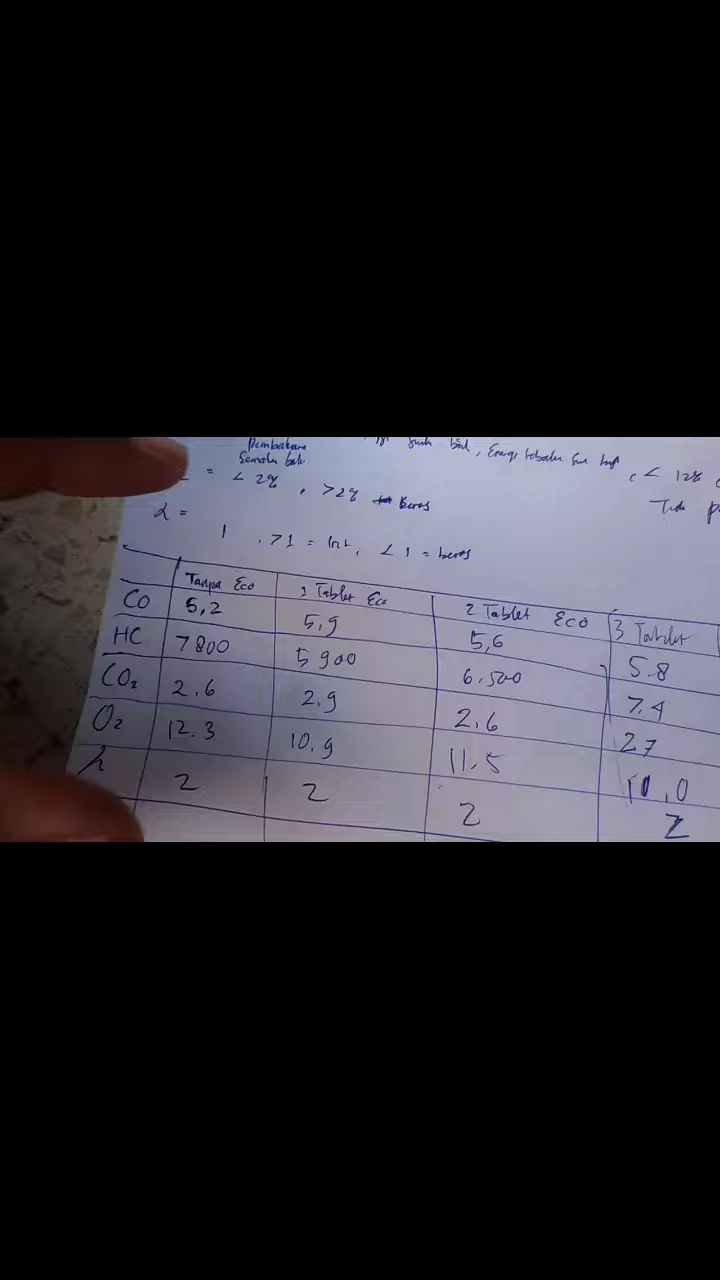 Pembakaran
Semakin baik
= < 2% , > 2% Boros
λ =
1 , >1 = Irit, < 1 = boros
< 12%
Tanpa Eco 1 Tablet Eco 2 Tablet Eco 3 Tablet
CO 5,2 5,9 5,6 5.8
HC 7800 5900 6.500 7.4
CO₂ 2.6 2.9 2.6 27
O₂ 12.3 10.9 11.5 10.0
λ 2 2 2 2